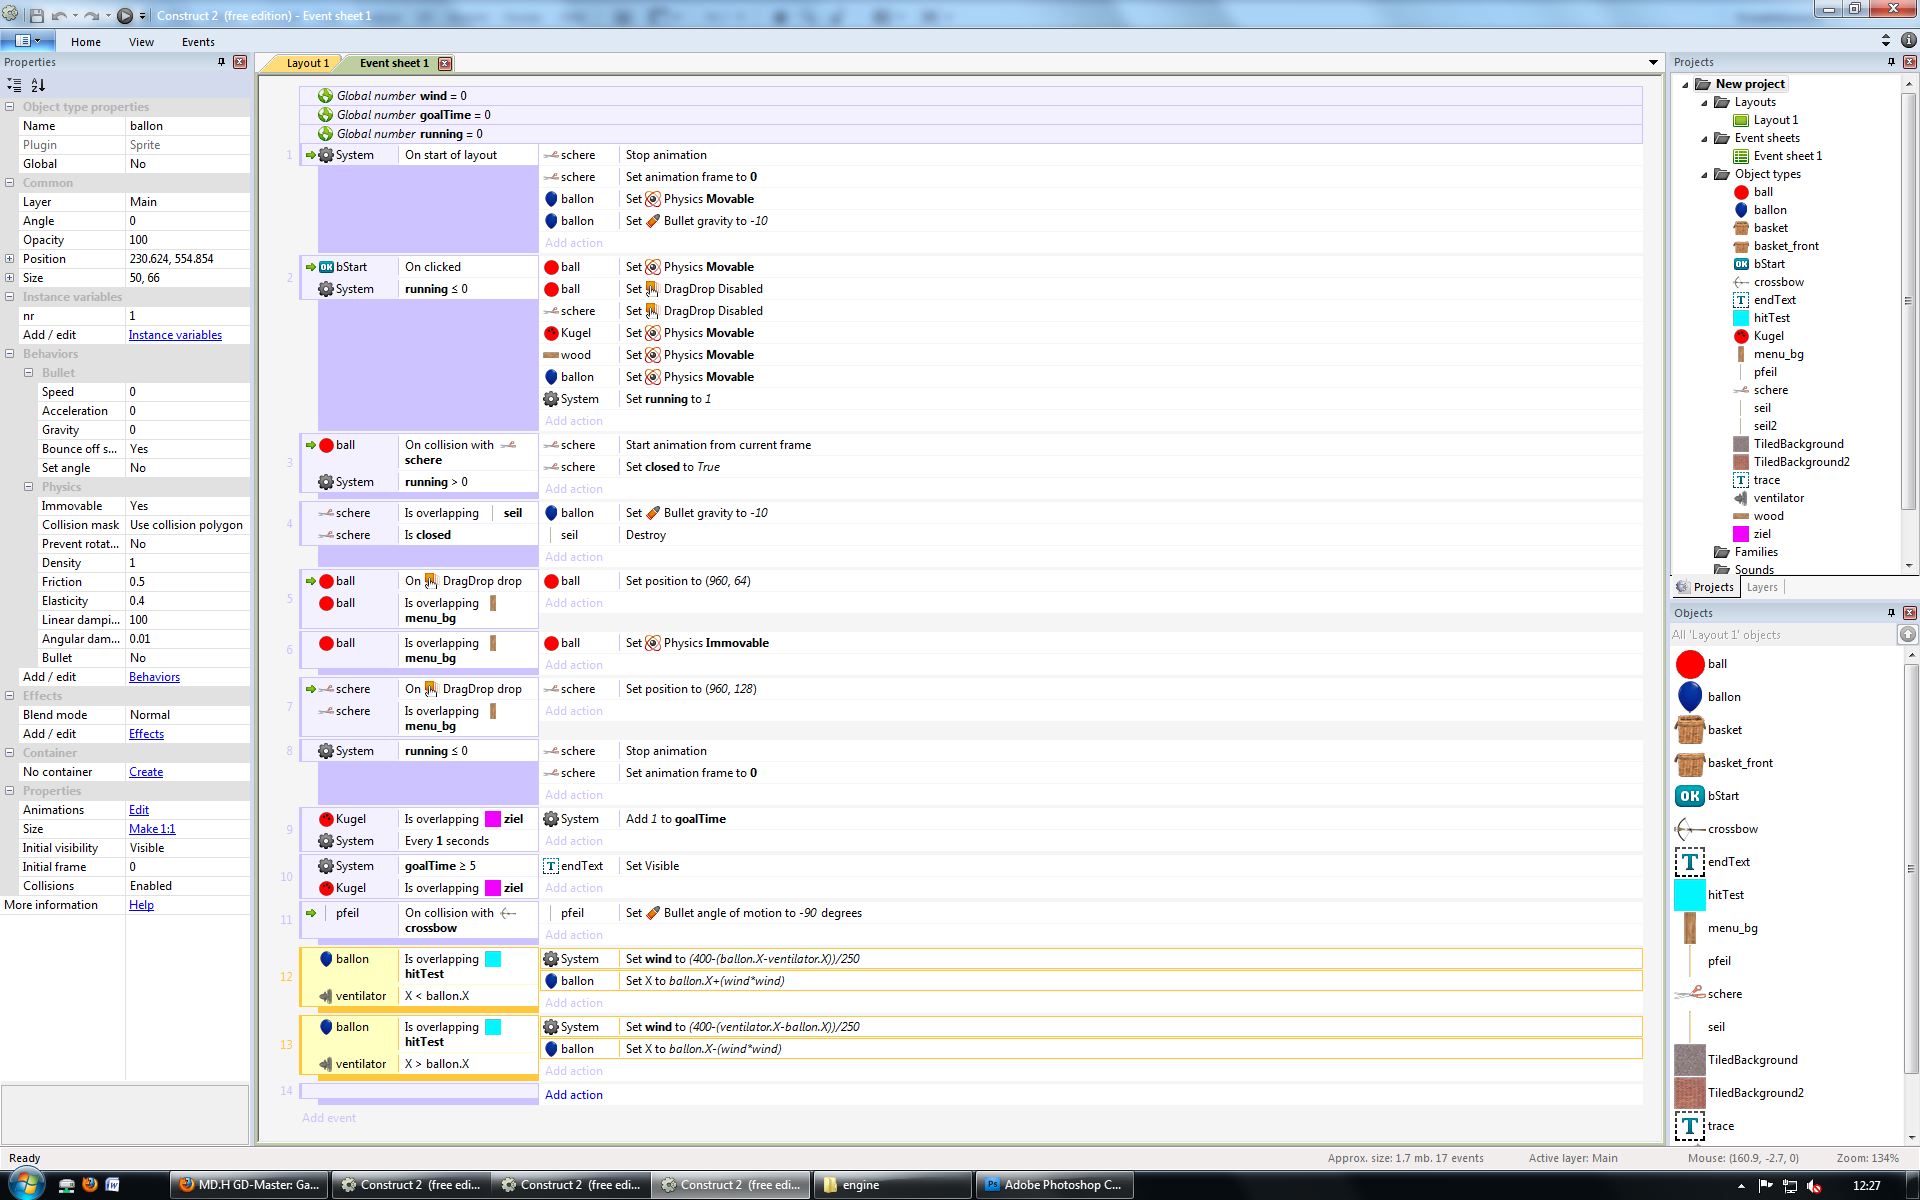 Construct 2  (free edition) - Event sheet 1
Home View Events
Properties
Object type properties
Name ballon
Plugin Sprite
Global No
Common
Layer Main
Angle 0
Opacity 100
Position 230.624, 554.854
Size 50, 66
Instance variables
nr 1
Add / edit Instance variables
Behaviors
Bullet
Speed 0
Acceleration 0
Gravity 0
Bounce off s... Yes
Set angle No
Physics
Immovable Yes
Collision mask Use collision polygon
Prevent rotat... No
Density 1
Friction 0.5
Elasticity 0.4
Linear dampi... 100
Angular dam... 0.01
Bullet No
Add / edit Behaviors
Effects
Blend mode Normal
Add / edit Effects
Container
No container Create
Properties
Animations Edit
Size Make 1:1
Initial visibility Visible
Initial frame 0
Collisions Enabled
More information Help
Layout 1 Event sheet 1
Global number wind = 0
Global number goalTime = 0
Global number running = 0
1 System On start of layout schere Stop animation
schere Set animation frame to 0
ballon Set Physics Movable
ballon Set Bullet gravity to -10
Add action
2 bStart On clicked ball Set Physics Movable
System running ≤ 0 ball Set DragDrop Disabled
schere Set DragDrop Disabled
Kugel Set Physics Movable
wood Set Physics Movable
ballon Set Physics Movable
System Set running to 1
Add action
3 ball On collision with schere schere Start animation from current frame
schere Set closed to True
System running > 0 Add action
4 schere Is overlapping seil ballon Set Bullet gravity to -10
schere Is closed seil Destroy
Add action
5 ball On DragDrop drop ball Set position to (960, 64)
ball Is overlapping menu_bg Add action
6 ball Is overlapping menu_bg ball Set Physics Immovable
Add action
7 schere On DragDrop drop schere Set position to (960, 128)
schere Is overlapping menu_bg Add action
8 System running ≤ 0 schere Stop animation
schere Set animation frame to 0
Add action
9 Kugel Is overlapping ziel System Add 1 to goalTime
System Every 1 seconds Add action
10 System goalTime ≥ 5 endText Set Visible
Kugel Is overlapping ziel Add action
11 pfeil On collision with crossbow pfeil Set Bullet angle of motion to -90 degrees
Add action
12 ballon Is overlapping hitTest System Set wind to (400-(ballon.X-ventilator.X))/250
ballon Set X to ballon.X+(wind*wind)
ventilator X < ballon.X Add action
13 ballon Is overlapping hitTest System Set wind to (400-(ventilator.X-ballon.X))/250
ballon Set X to ballon.X-(wind*wind)
ventilator X > ballon.X Add action
14 Add action
Add event
Projects
New project
Layouts
Layout 1
Event sheets
Event sheet 1
Object types
ball
ballon
basket
basket_front
OK bStart
crossbow
T endText
hitTest
Kugel
menu_bg
pfeil
schere
seil
seil2
TiledBackground
TiledBackground2
T trace
ventilator
wood
ziel
Families
Sounds
Projects Layers
Objects
All 'Layout 1' objects
ball
ballon
basket
basket_front
OK bStart
crossbow
T endText
hitTest
menu_bg
pfeil
schere
seil
TiledBackground
TiledBackground2
T trace
Ready Approx. size: 1.7 mb. 17 events Active layer: Main Mouse: (160.9, -2.7, 0) Zoom: 134%
MD.H GD-Master: Ga... Construct 2 (free edi... Construct 2 (free edi... Construct 2 (free edi... engine Ps Adobe Photoshop C... 12:27